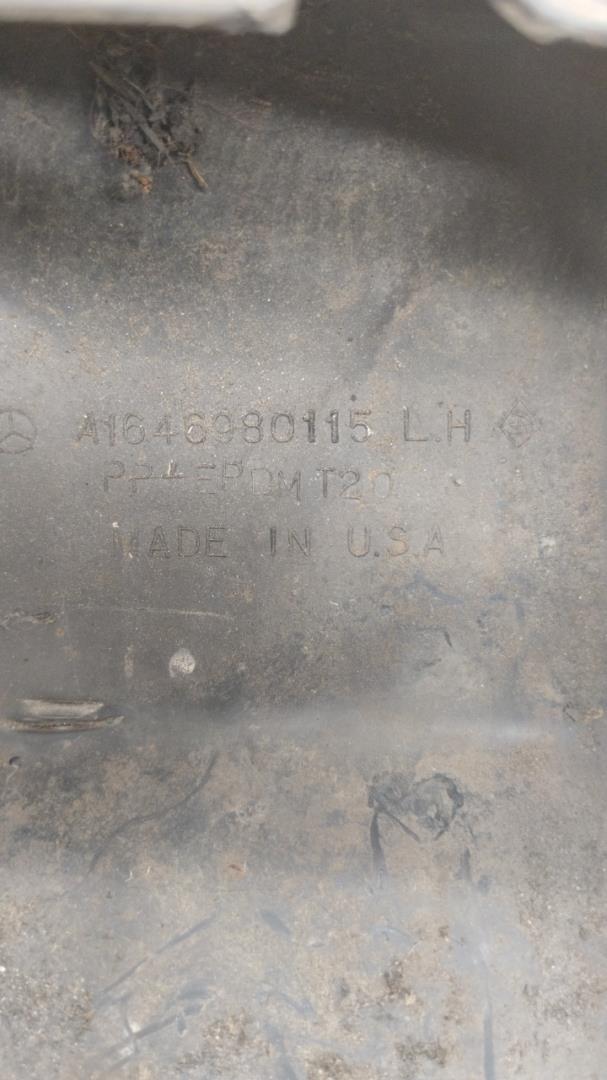 A1646980115 L.H
PP+EPDM T20
MADE IN U.S.A